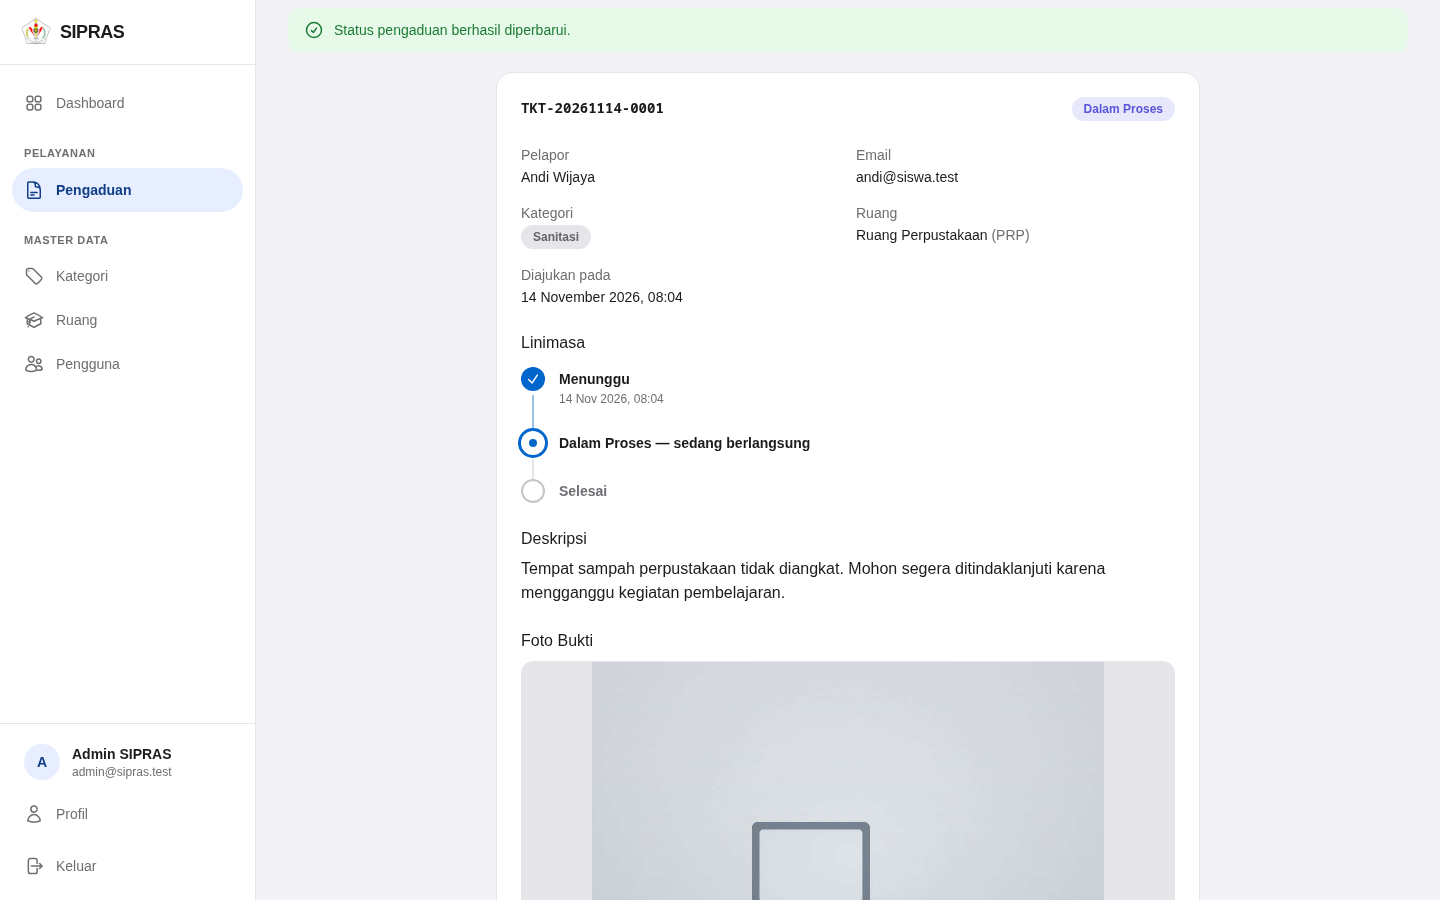 SIPRAS
Dashboard
PELAYANAN
Pengaduan
MASTER DATA
Kategori
Ruang
Pengguna
A
Admin SIPRAS
admin@sipras.test
Profil
Keluar
Status pengaduan berhasil diperbarui.
TKT-20261114-0001
Dalam Proses
Pelapor
Andi Wijaya
Email
andi@siswa.test
Kategori
Sanitasi
Ruang
Ruang Perpustakaan (PRP)
Diajukan pada
14 November 2026, 08:04
Linimasa
Menunggu
14 Nov 2026, 08:04
Dalam Proses — sedang berlangsung
Selesai
Deskripsi
Tempat sampah perpustakaan tidak diangkat. Mohon segera ditindaklanjuti karena
mengganggu kegiatan pembelajaran.
Foto Bukti